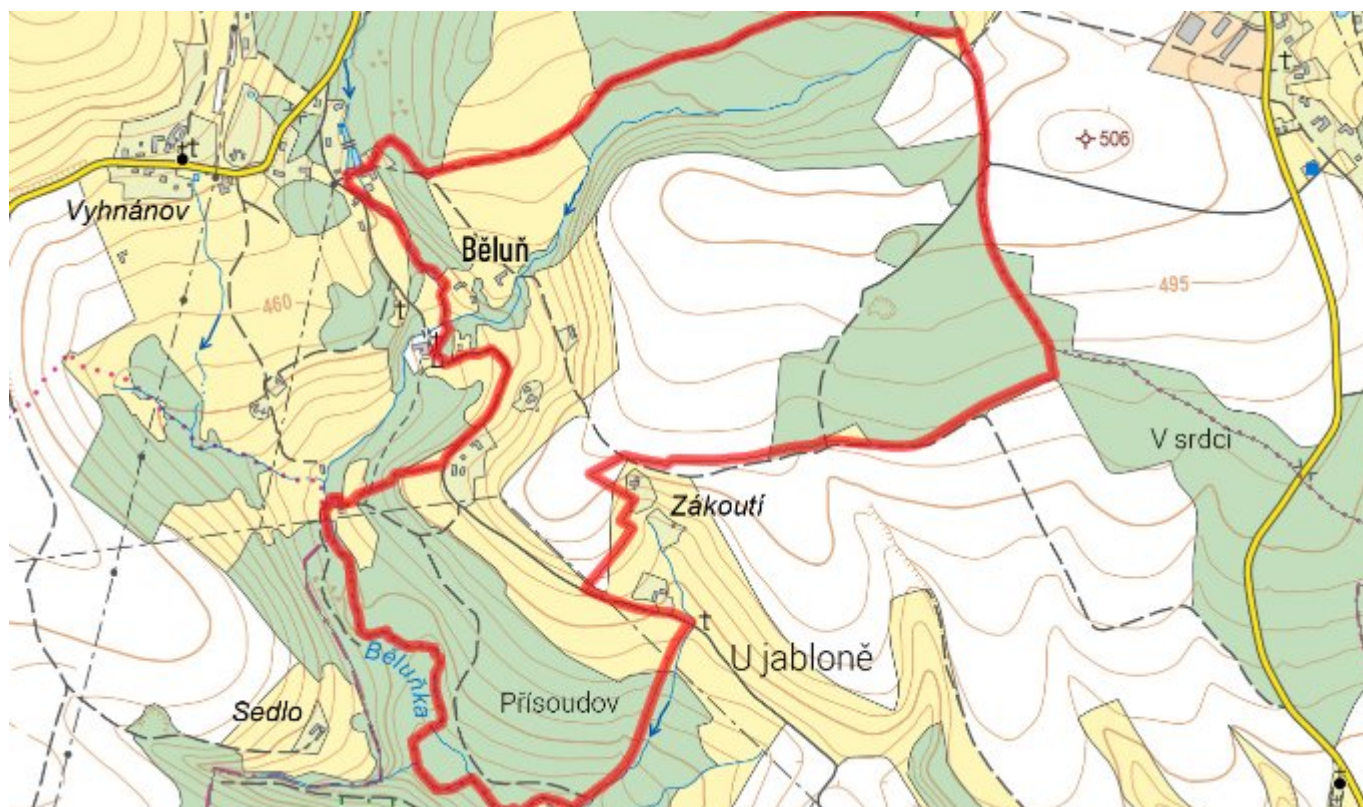 506
Vyhnánov
Běluň
460
495
V srdci
Zákoutí
U jabloně
Běluňka
Přísoudov
Sedlo